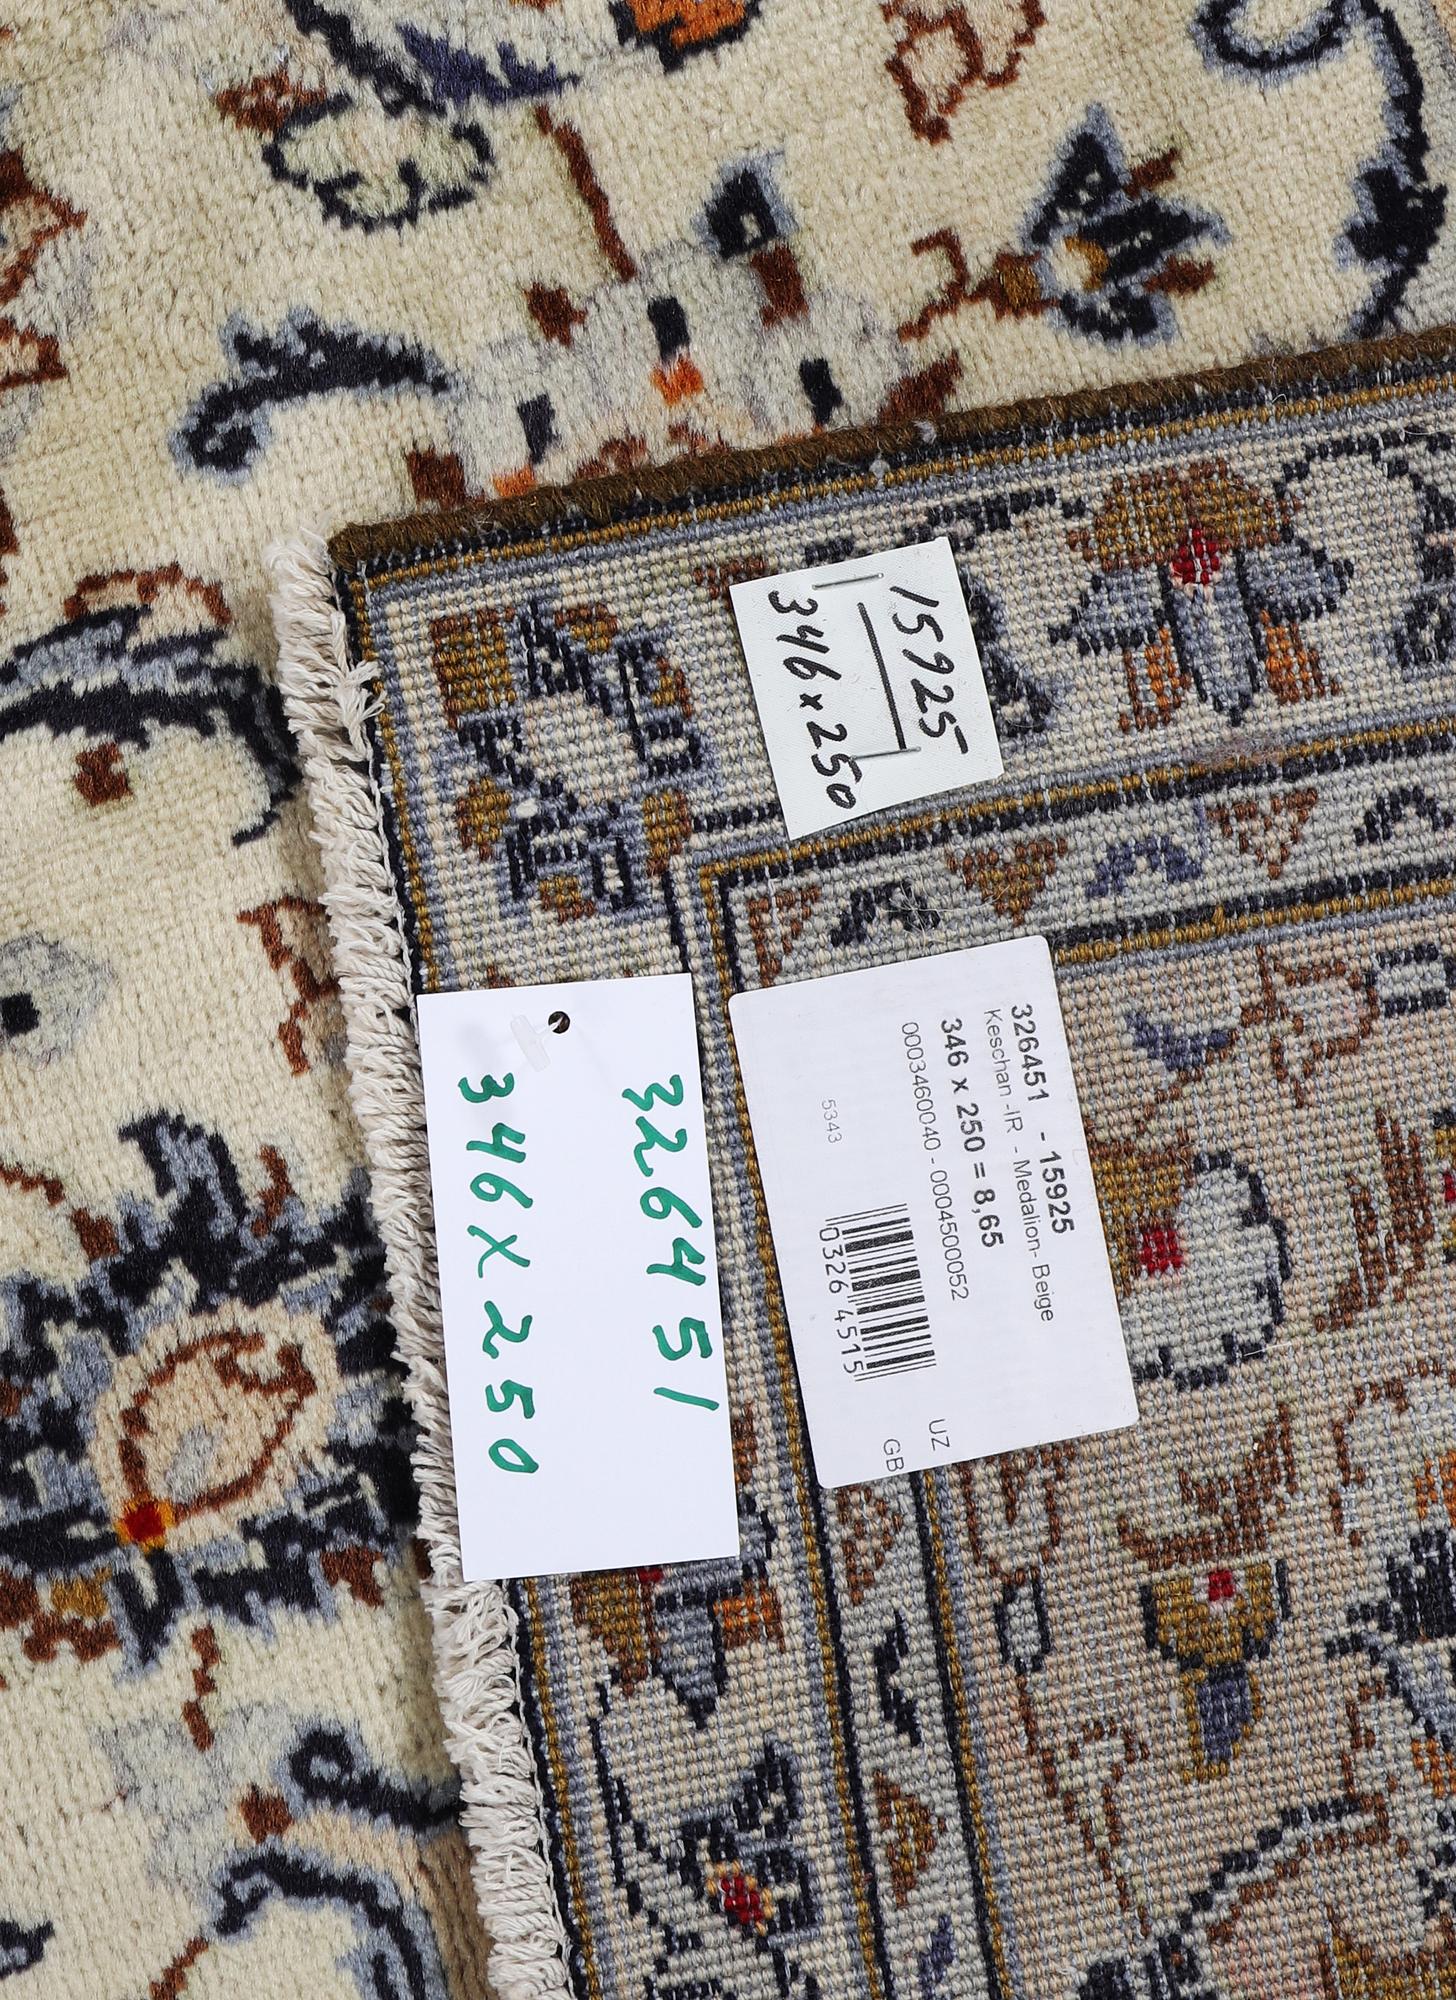 15925
346 x 250
326451 - 15925
Keschan -IR - Medalion- Beige
346 x 250 = 8,65
0003460040 - 0004500052
UZ
0326 4515
GB
5343
326451
346 X 250